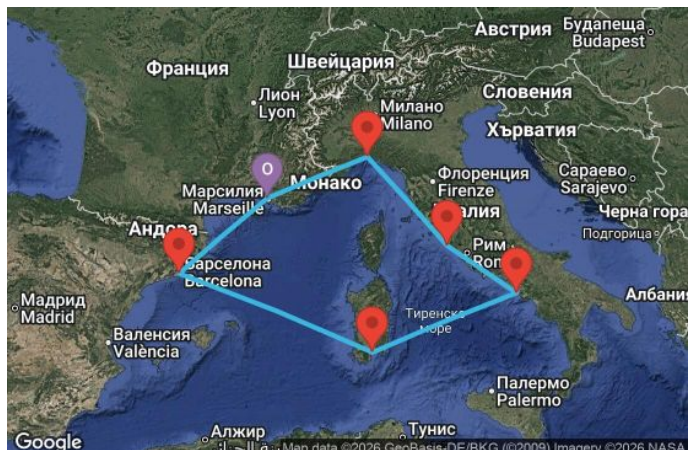 Австрия
Будапеща
Budapest
Швейцария
Франция
Лион
Lyon
Милано
Milano
Словения
Хърватия
O
Монако
Марсилия
Marseille
Флоренция
Firenze
Сараево
Sarajevo
Черна гора
Подгорица
Андора
Рим
Барселона
Barcelona
Мадрид
Madrid
Тиренско
море
Албания
Валенсия
València
Палермо
Palermo
Алжир
Тунис
Google
Map data ©2026 GeoBasis-DE/BKG (©2009) Imagery ©2026 NASA